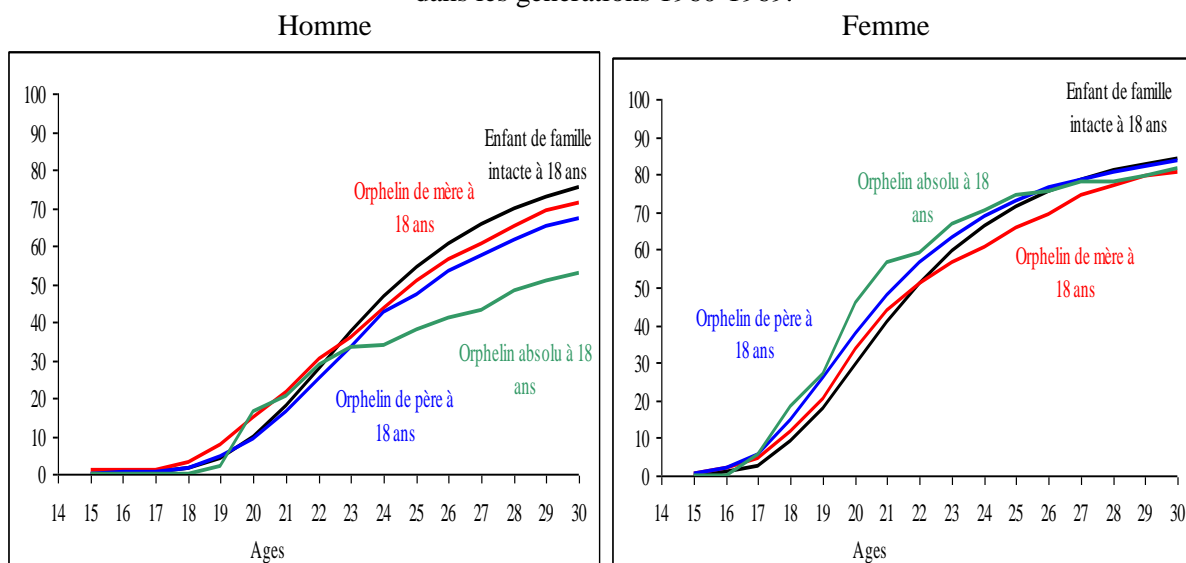 dans les générations 1960-1969.
Homme
Femme
100
90
80
70
60
50
40
30
20
10
0
Enfant de famille
intacte à 18 ans
Orphelin de mère à
18 ans
Orphelin absolu à 18
ans
Orphelin de père à
18 ans
14 15 16 17 18 19 20 21 22 23 24 25 26 27 28 29 30
Ages
100
90
80
70
60
50
40
30
20
10
0
Enfant de famille
intacte à 18 ans
Orphelin absolu à 18
ans
Orphelin de mère à
18 ans
Orphelin de père à
18 ans
14 15 16 17 18 19 20 21 22 23 24 25 26 27 28 29 30
Ages